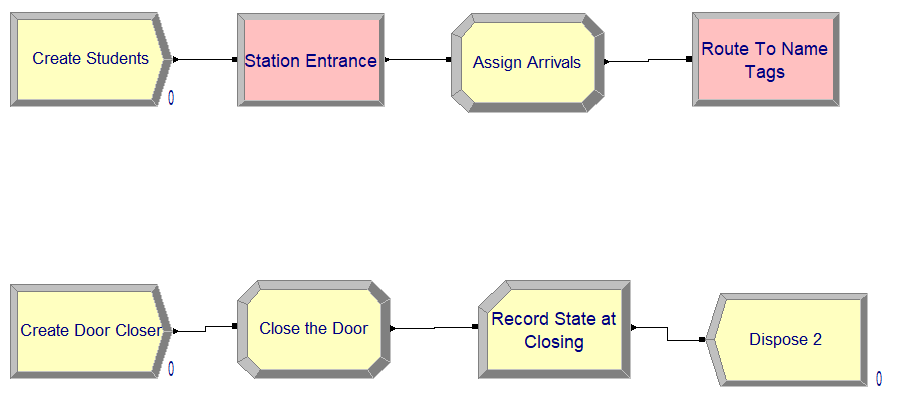 Create Students
0
Station Entrance
Assign Arrivals
Route To Name
Tags
Create Door Closer
0
Close the Door
Record State at
Closing
Dispose 2
0